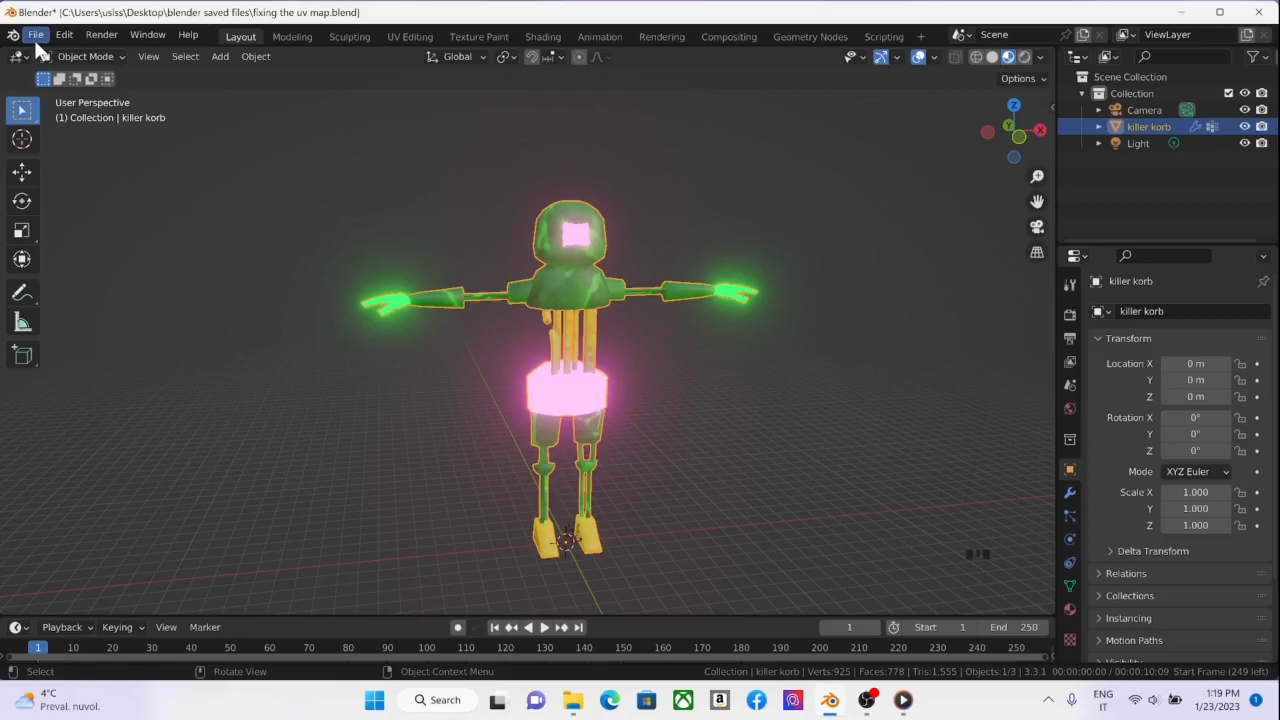 Blender* [C:\Users\uslss\Desktop\blender saved files\fixing the uv map.blend]
File Edit Render Window Help Layout Modeling Sculpting UV Editing Texture Paint Shading Animation Rendering Compositing Geometry Nodes Scripting + Scene ViewLayer
Object Mode View Select Add Object Global
Options
User Perspective
(1) Collection | killer korb
Z
Y
X
Scene Collection
Collection
Camera
killer korb
Light
killer korb
killer korb
Transform
Location X 0 m
Y 0 m
Z 0 m
Rotation X 0°
Y 0°
Z 0°
Mode XYZ Euler
Scale X 1.000
Y 1.000
Z 1.000
Delta Transform
Relations
Collections
Instancing
Motion Paths
Playback Keying View Marker 1 Start 1 End 250
1 10 20 30 40 50 60 70 80 90 100 110 120 130 140 150 160 170 180 190 200 210 220 230 240 250
Select Rotate View Object Context Menu Collection | killer korb | Verts:925 | Faces:778 | Tris:1,555 | Objects:1/3 | 3.3.1 00:00:00:00 / 00:00:10:09 Start Frame (249 left)
4°C
Preval. nuvol.
Search
ENG
IT
1:19 PM
1/23/2023
1